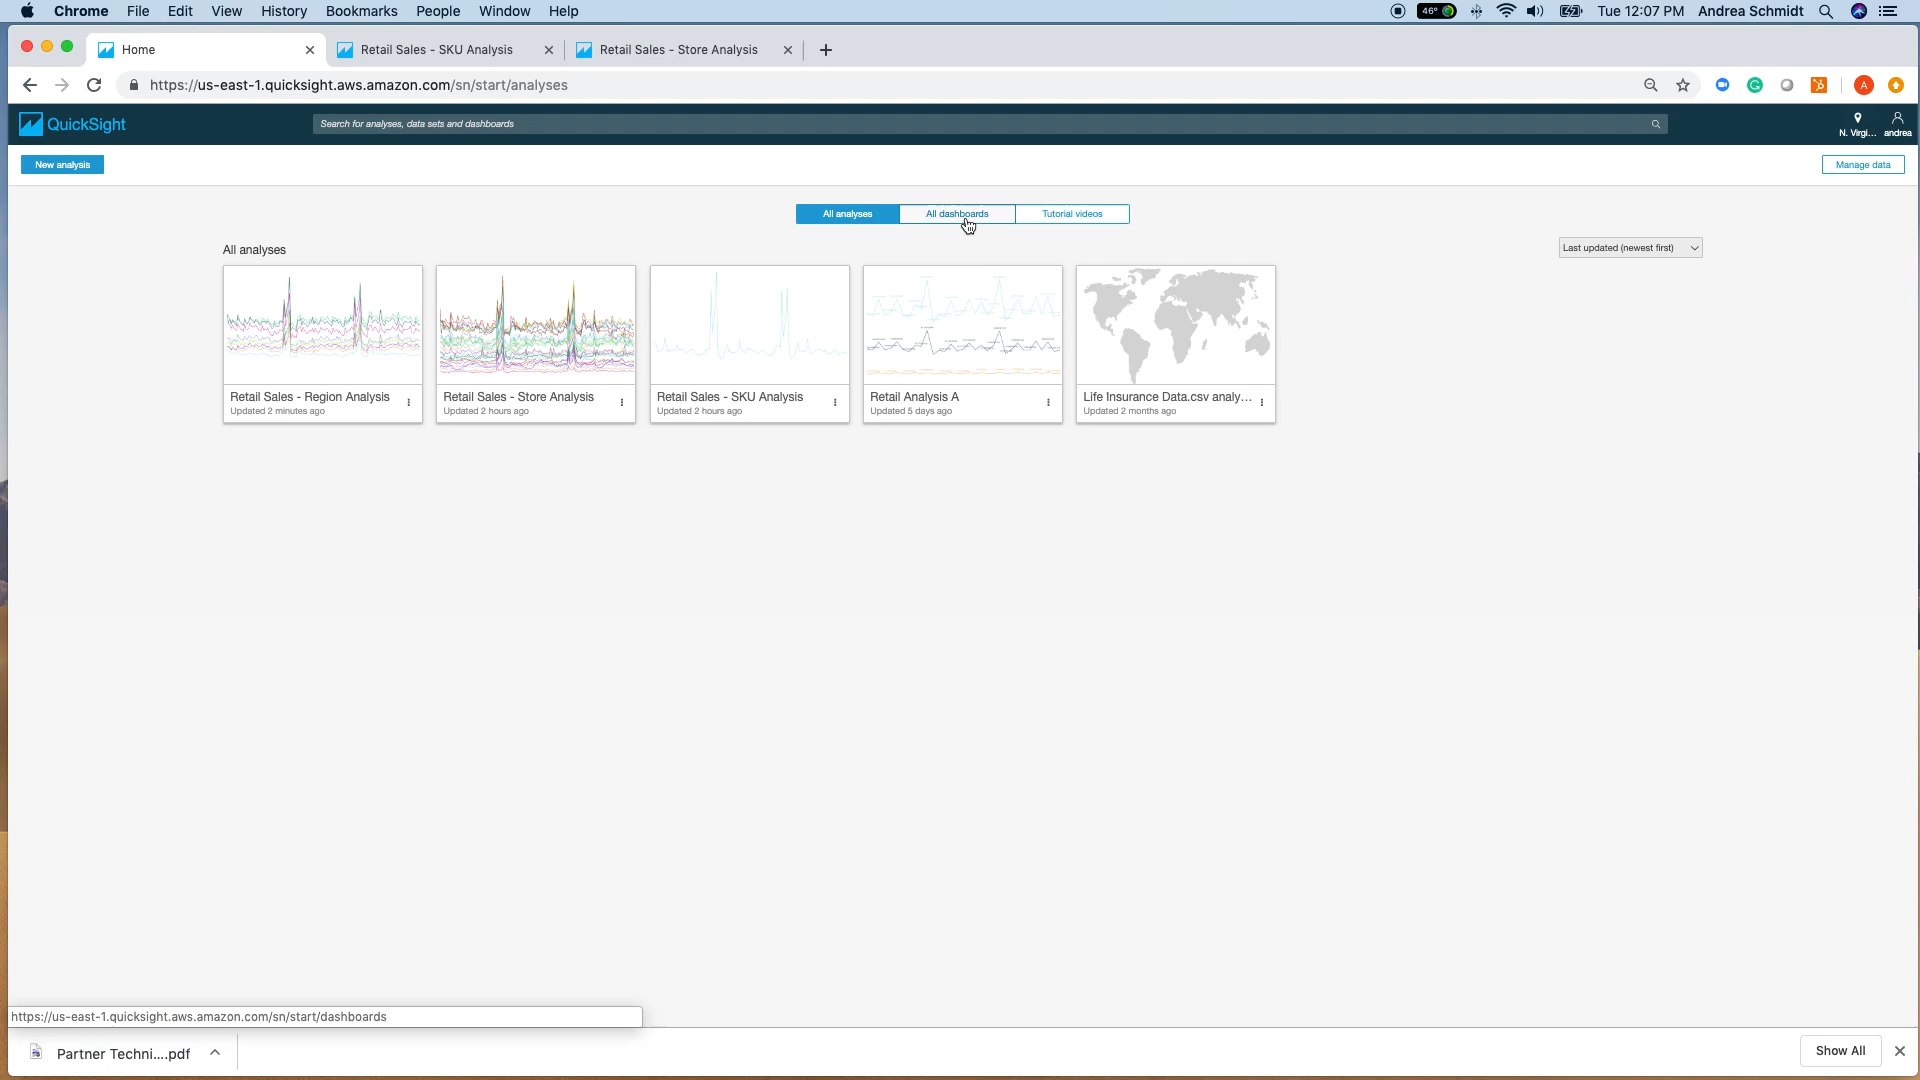 Chrome File Edit View History Bookmarks People Window Help 46° Tue 12:07 PM Andrea Schmidt
Home Retail Sales - SKU Analysis Retail Sales - Store Analysis
https://us-east-1.quicksight.aws.amazon.com/sn/start/analyses A
QuickSight Search for analyses, data sets and dashboards N. Virgi... andrea
New analysis Manage data
All analyses All dashboards Tutorial videos
All analyses Last updated (newest first)
Retail Sales - Region Analysis Retail Sales - Store Analysis Retail Sales - SKU Analysis Retail Analysis A Life Insurance Data.csv analy...
Updated 2 minutes ago Updated 2 hours ago Updated 2 hours ago Updated 5 days ago Updated 2 months ago
https://us-east-1.quicksight.aws.amazon.com/sn/start/dashboards
Partner Techni....pdf Show All